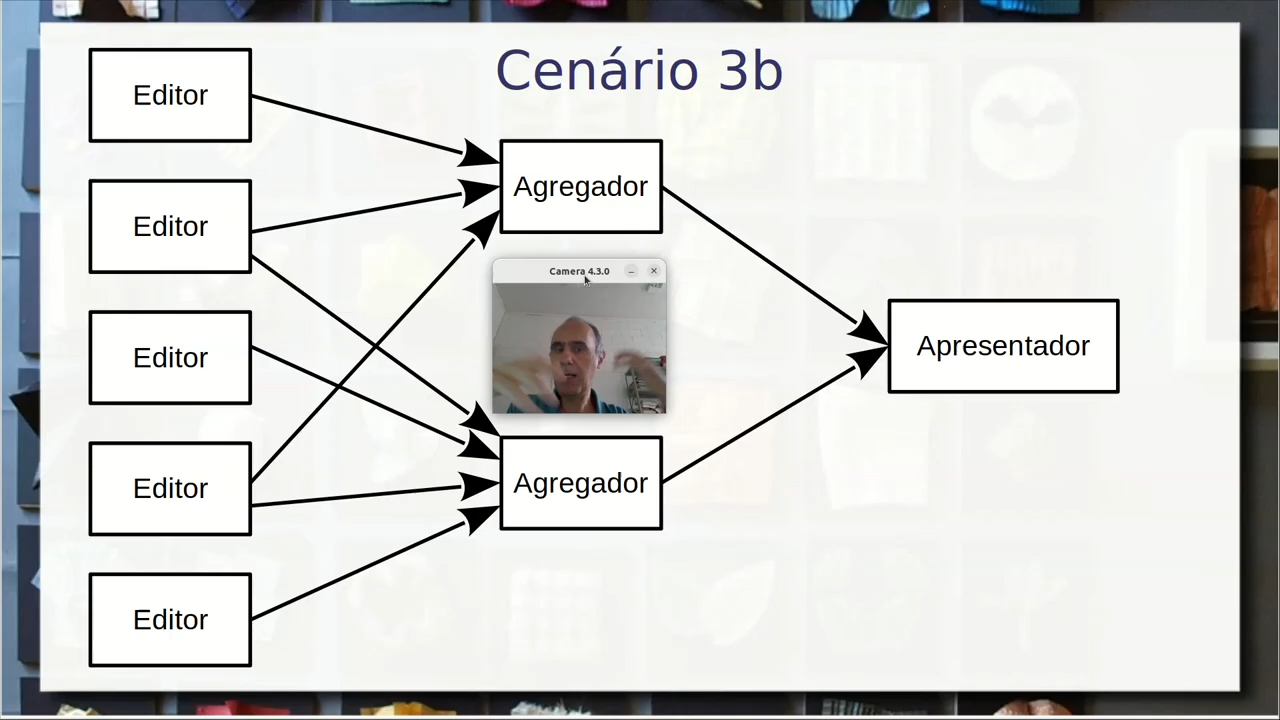 Cenário 3b
Editor
Editor
Editor
Editor
Editor
Agregador
Camera 4.3.0
Agregador
Apresentador